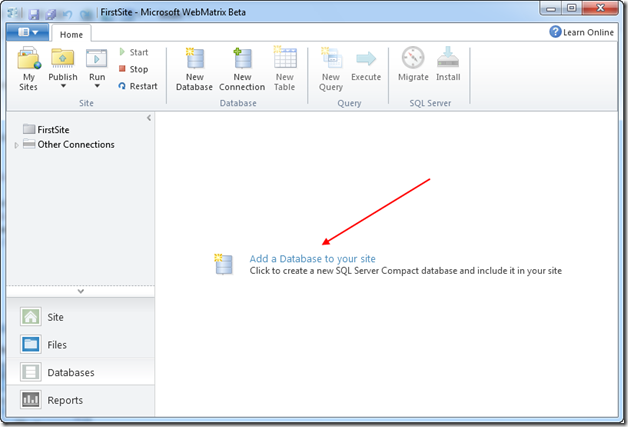 FirstSite - Microsoft WebMatrix Beta
Home
Learn Online
My Sites
Publish
Run
Start
Stop
Restart
Site
New Database
New Connection
New Table
Database
New Query
Execute
Query
Migrate
Install
SQL Server
FirstSite
Other Connections
Add a Database to your site
Click to create a new SQL Server Compact database and include it in your site
Site
Files
Databases
Reports